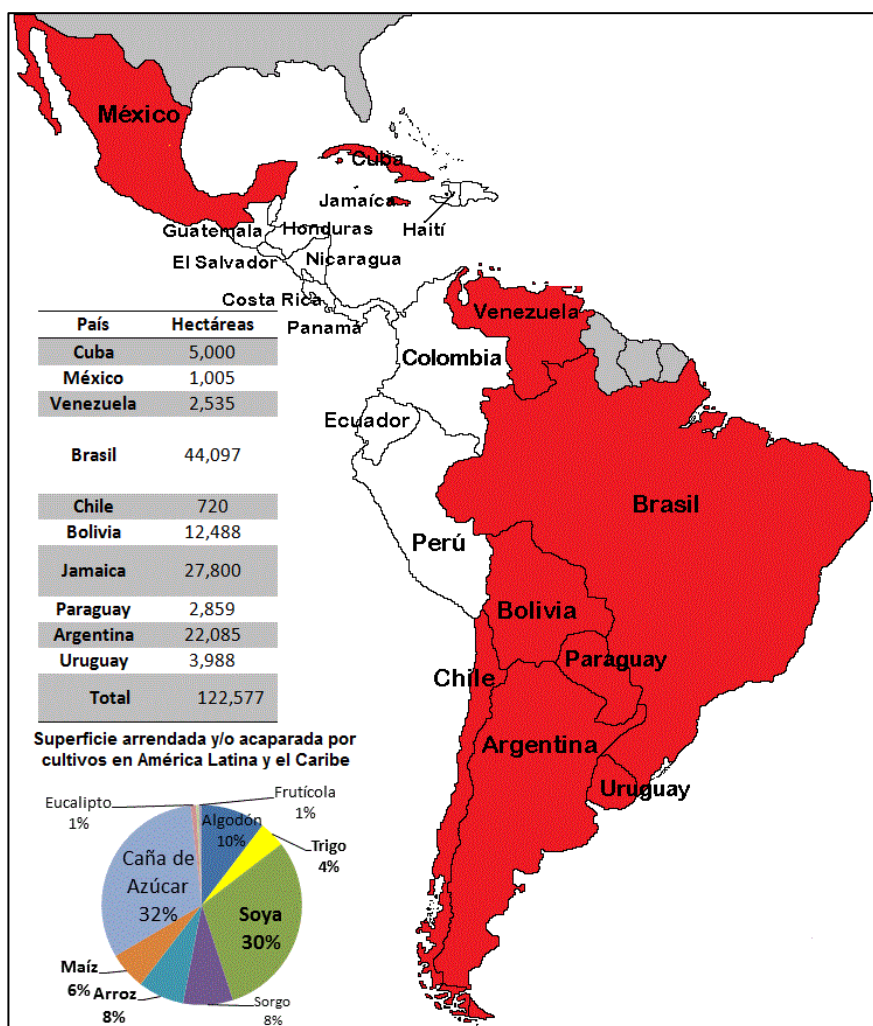 México
Cuba
Jamaíca
Haití
Guatemala
Honduras
El Salvador
Nicaragua
Costa Rica
Panamá
Venezuela
Colombia
Ecuador
Brasil
Perú
Bolivia
Paraguay
Chile
Argentina
Uruguay
País Hectáreas
Cuba 5,000
México 1,005
Venezuela 2,535
Brasil 44,097
Chile 720
Bolivia 12,488
Jamaica 27,800
Paraguay 2,859
Argentina 22,085
Uruguay 3,988
Total 122,577
Superficie arrendada y/o acaparada por
cultivos en América Latina y el Caribe
Eucalipto
1%
Frutícola
1%
Algodón
10%
Trigo
4%
Caña de
Azúcar
32%
Soya
30%
Maíz
6%
Arroz
8%
Sorgo
8%